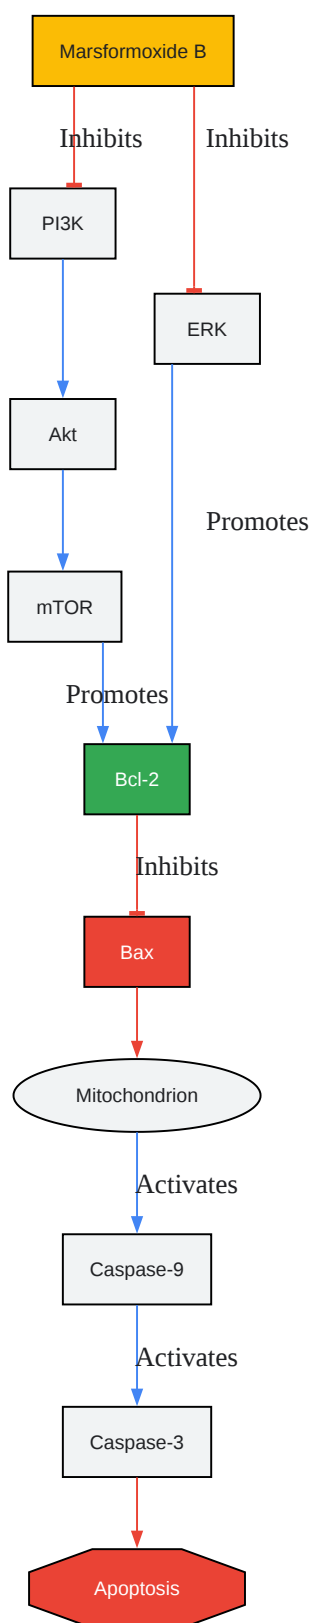 Marsformoxide B
Inhibits
Inhibits
PI3K
ERK
Akt
Promotes
mTOR
Promotes
Bcl-2
Inhibits
Bax
Mitochondrion
Activates
Caspase-9
Activates
Caspase-3
Apoptosis